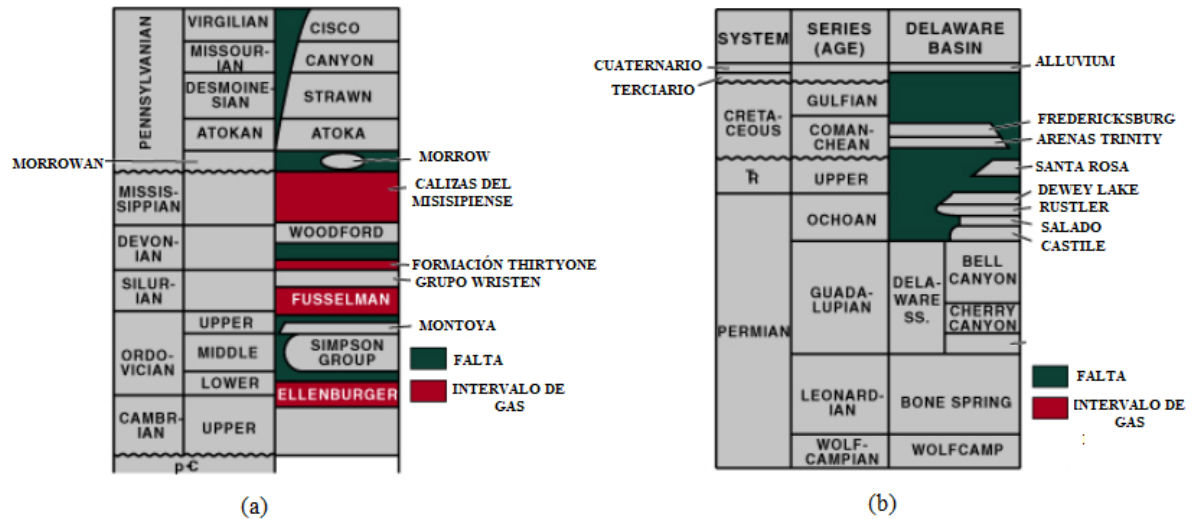 PENNSYLVANIAN
VIRGILIAN
CISCO
MISSOUR-
IAN
CANYON
DESMOINE-
SIAN
STRAWN
ATOKAN
ATOKA
MORROWAN
MORROW
MISSIS-
SIPPIAN
CALIZAS DEL
MISISIPIENSE
DEVON-
IAN
WOODFORD
FORMACIÓN THIRTYONE
SILUR-
IAN
GRUPO WRISTEN
FUSSELMAN
ORDO-
VICIAN
UPPER
MONTOYA
MIDDLE
SIMPSON
GROUP
LOWER
ELLENBURGER
CAMBR-
IAN
UPPER
p-Є
FALTA
INTERVALO DE
GAS
(a)
SYSTEM
SERIES
(AGE)
DELAWARE
BASIN
CUATERNARIO
ALLUVIUM
TERCIARIO
CRETA-
CEOUS
GULFIAN
COMAN-
CHEAN
FREDERICKSBURG
ARENAS TRINITY
TR
UPPER
SANTA ROSA
PERMIAN
OCHOAN
DEWEY LAKE
RUSTLER
SALADO
CASTILE
GUADA-
LUPIAN
DELA-
WARE
SS.
BELL
CANYON
CHERRY
CANYON
LEONARD-
IAN
BONE SPRING
WOLF-
CAMPIAN
WOLFCAMP
FALTA
INTERVALO DE
GAS
:
(b)